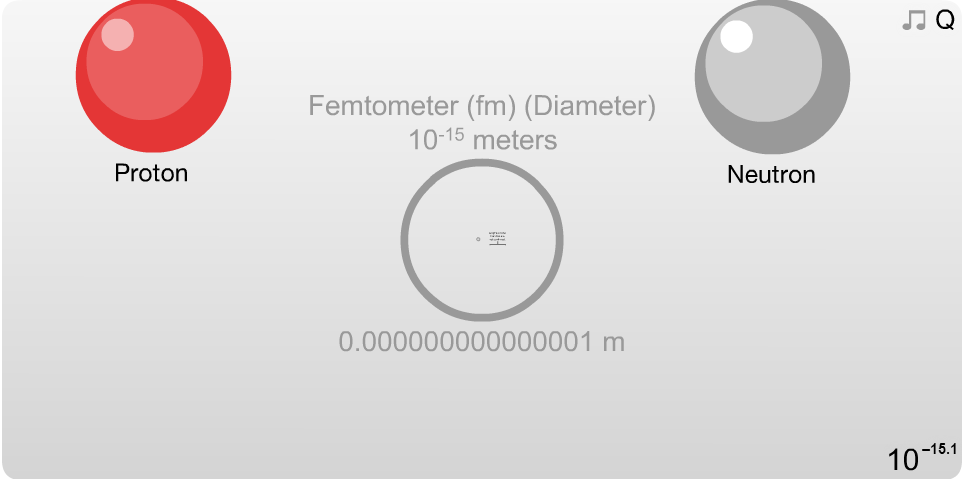 Q
Femtometer (fm) (Diameter)
10⁻¹⁵ meters
Proton
Neutron
0.000000000000001 m
10⁻¹⁵·¹